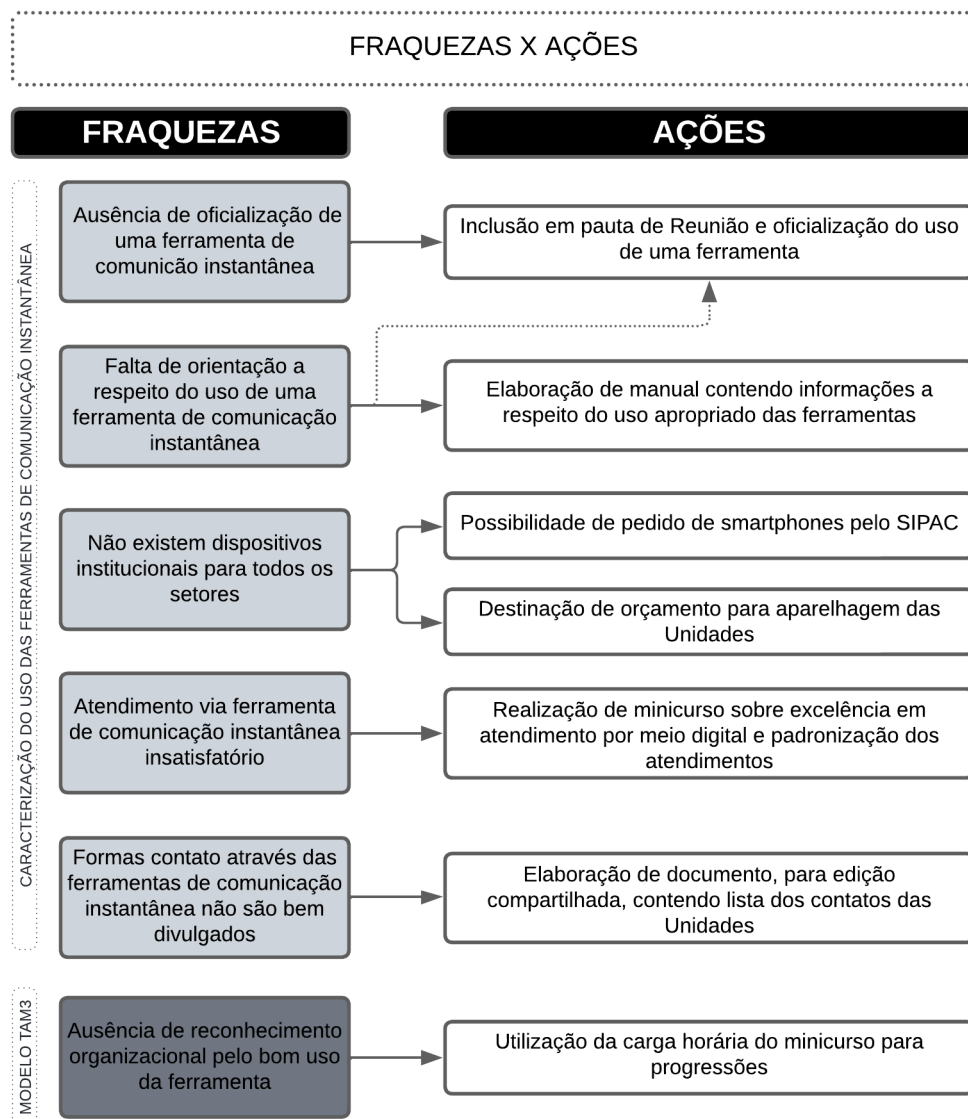 FRAQUEZAS X AÇÕES
FRAQUEZAS
AÇÕES
CARACTERIZAÇÃO DO USO DAS FERRAMENTAS DE COMUNICAÇÃO INSTANTÂNEA
Ausência de oficialização de
uma ferramenta de
comunicão instantânea
Inclusão em pauta de Reunião e oficialização do uso
de uma ferramenta
Falta de orientação a
respeito do uso de uma
ferramenta de comunicação
instantânea
Elaboração de manual contendo informações a
respeito do uso apropriado das ferramentas
Não existem dispositivos
institucionais para todos os
setores
Possibilidade de pedido de smartphones pelo SIPAC
Destinação de orçamento para aparelhagem das
Unidades
Atendimento via ferramenta
de comunicação instantânea
insatisfatório
Realização de minicurso sobre excelência em
atendimento por meio digital e padronização dos
atendimentos
Formas contato através das
ferramentas de comunicação
instantânea não são bem
divulgados
Elaboração de documento, para edição
compartilhada, contendo lista dos contatos das
Unidades
MODELO TAM3
Ausência de reconhecimento
organizacional pelo bom uso
da ferramenta
Utilização da carga horária do minicurso para
progressões